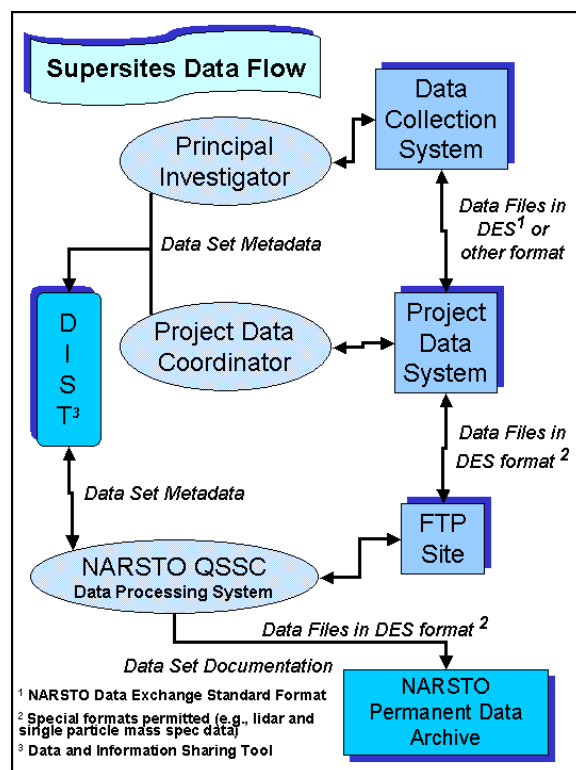 Supersites Data Flow
Data
Collection
System
Principal
Investigator
Data Files in
DES¹ or
other format
Data Set Metadata
D
I
S
T³
Project Data
Coordinator
Project
Data
System
Data Files in
DES format ²
Data Set Metadata
FTP
Site
NARSTO QSSC
Data Processing System
Data Files in DES format ²
Data Set Documentation
NARSTO
Permanent Data
Archive
¹ NARSTO Data Exchange Standard Format
² Special formats permitted (e.g., lidar and
single particle mass spec data)
³ Data and Information Sharing Tool